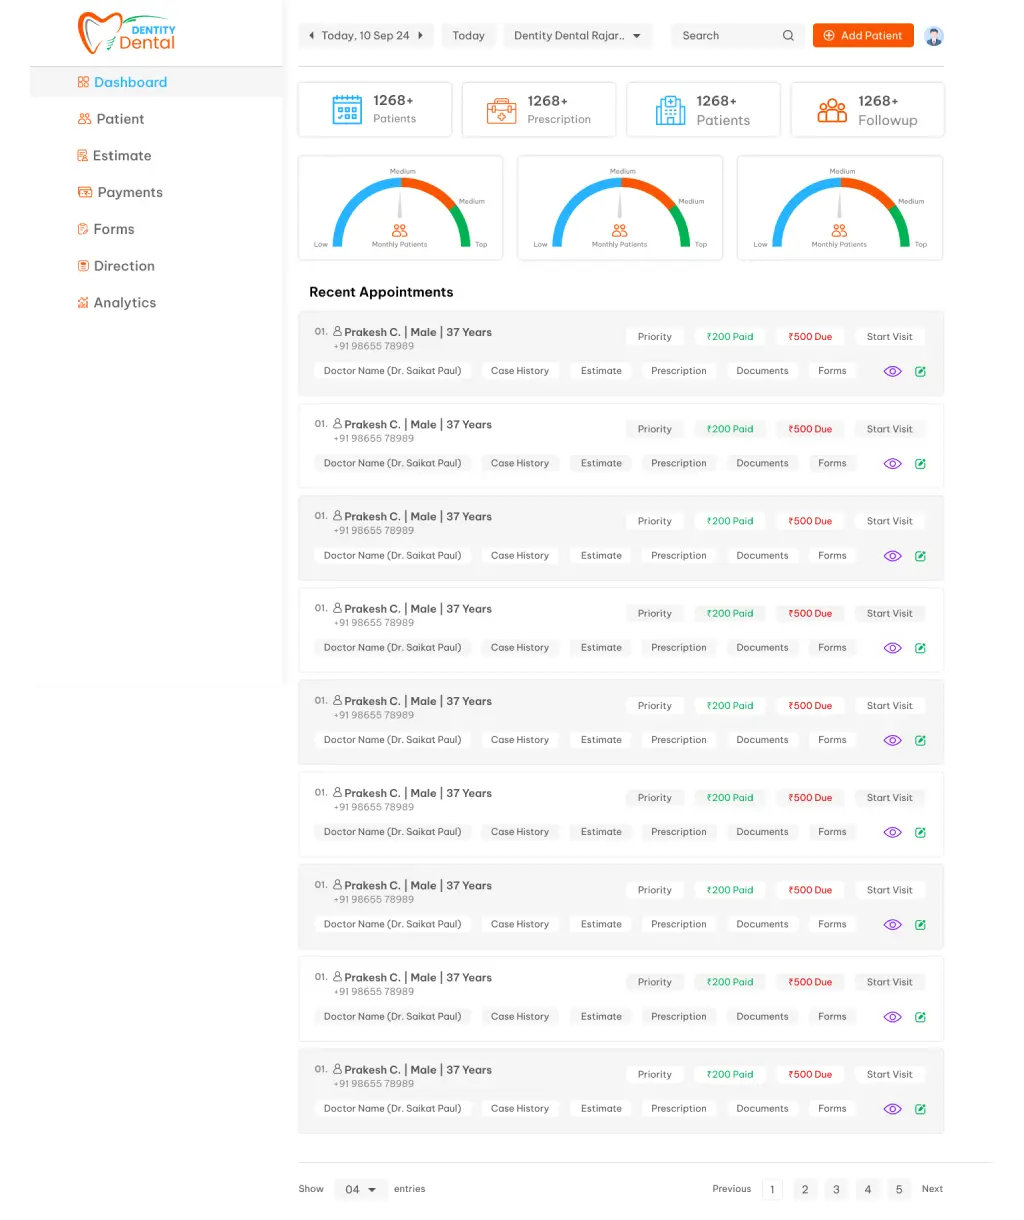 DENTITY
Dental
Today, 10 Sep 24
Today
Dentity Dental Rajar..
Search
Add Patient
Dashboard
Patient
Estimate
Payments
Forms
Direction
Analytics
1268+
Patients
1268+
Prescription
1268+
Patients
1268+
Followup
Medium
Medium
Low
Monthly Patients
Top
Medium
Medium
Low
Monthly Patients
Top
Medium
Medium
Low
Monthly Patients
Top
Recent Appointments
01. Prakesh C. | Male | 37 Years
+91 98655 78989
Priority ₹200 Paid ₹500 Due Start Visit
Doctor Name (Dr. Saikat Paul) Case History Estimate Prescription Documents Forms
01. Prakesh C. | Male | 37 Years
+91 98655 78989
Priority ₹200 Paid ₹500 Due Start Visit
Doctor Name (Dr. Saikat Paul) Case History Estimate Prescription Documents Forms
01. Prakesh C. | Male | 37 Years
+91 98655 78989
Priority ₹200 Paid ₹500 Due Start Visit
Doctor Name (Dr. Saikat Paul) Case History Estimate Prescription Documents Forms
01. Prakesh C. | Male | 37 Years
+91 98655 78989
Priority ₹200 Paid ₹500 Due Start Visit
Doctor Name (Dr. Saikat Paul) Case History Estimate Prescription Documents Forms
01. Prakesh C. | Male | 37 Years
+91 98655 78989
Priority ₹200 Paid ₹500 Due Start Visit
Doctor Name (Dr. Saikat Paul) Case History Estimate Prescription Documents Forms
01. Prakesh C. | Male | 37 Years
+91 98655 78989
Priority ₹200 Paid ₹500 Due Start Visit
Doctor Name (Dr. Saikat Paul) Case History Estimate Prescription Documents Forms
01. Prakesh C. | Male | 37 Years
+91 98655 78989
Priority ₹200 Paid ₹500 Due Start Visit
Doctor Name (Dr. Saikat Paul) Case History Estimate Prescription Documents Forms
01. Prakesh C. | Male | 37 Years
+91 98655 78989
Priority ₹200 Paid ₹500 Due Start Visit
Doctor Name (Dr. Saikat Paul) Case History Estimate Prescription Documents Forms
01. Prakesh C. | Male | 37 Years
+91 98655 78989
Priority ₹200 Paid ₹500 Due Start Visit
Doctor Name (Dr. Saikat Paul) Case History Estimate Prescription Documents Forms
Show 04 entries
Previous 1 2 3 4 5 Next